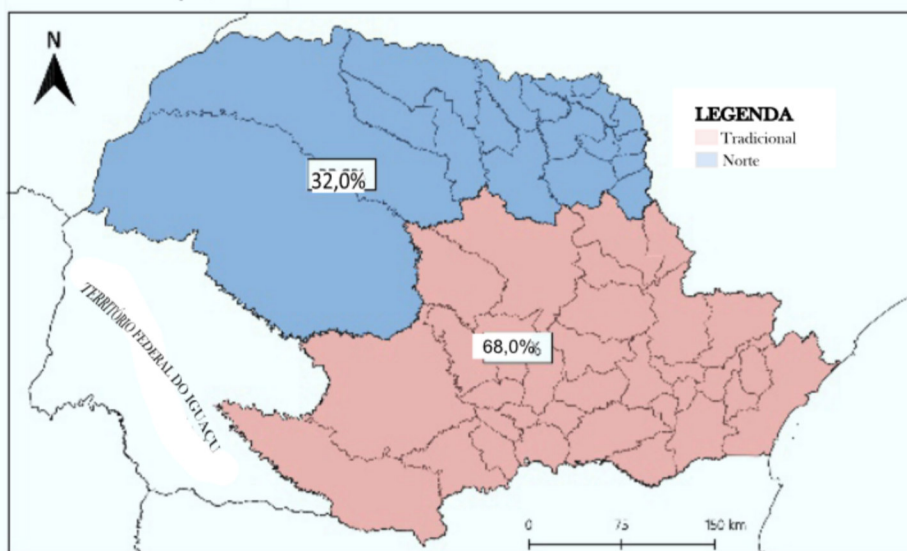 N
LEGENDA
Tradicional
Norte
32,0%
68,0%
TERRITÓRIO FEDERAL DO IGUAÇU
0 75 150 km